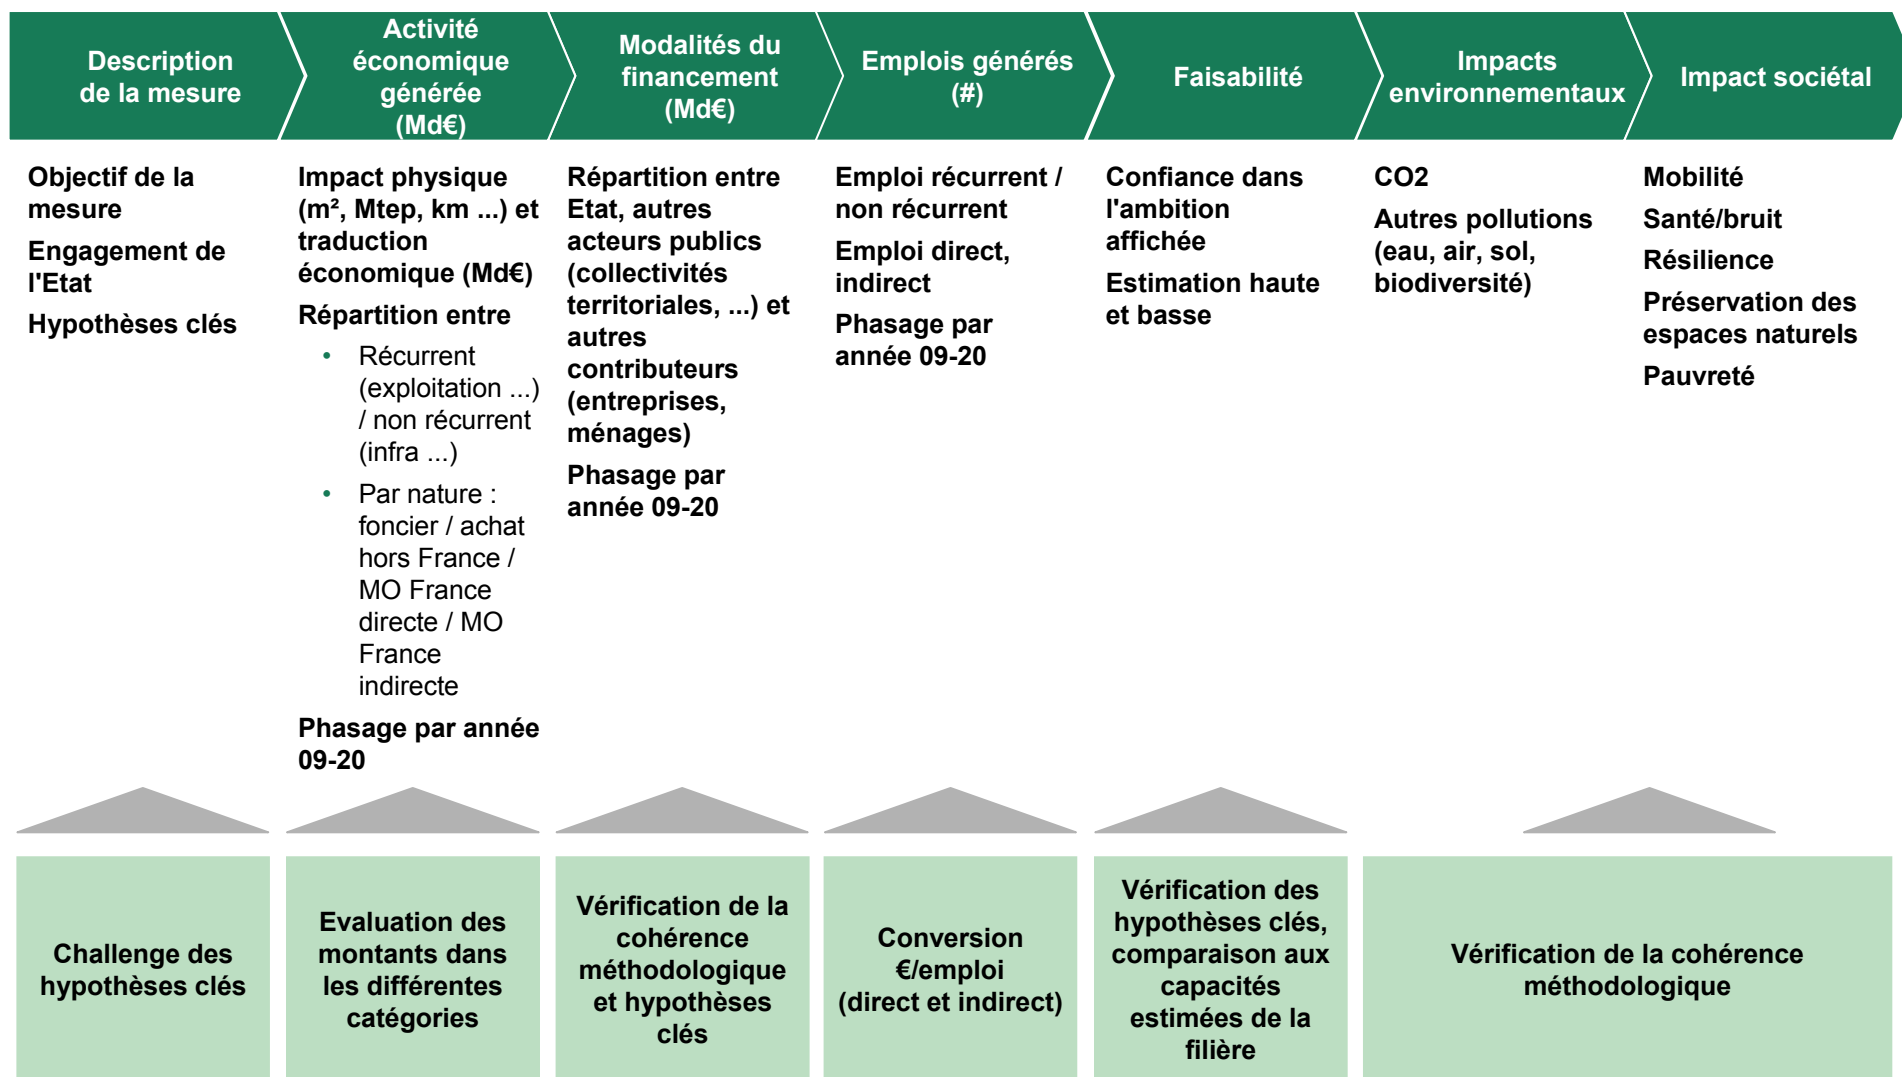 Description
de la mesure
Activité
économique
générée
(Md€)
Modalités du
financement
(Md€)
Emplois générés
(#)
Faisabilité
Impacts
environnementaux
Impact sociétal
Objectif de la
mesure
Engagement de
l'Etat
Hypothèses clés
Impact physique
(m², Mtep, km ...) et
traduction
économique (Md€)
Répartition entre
• Récurrent
(exploitation ...)
/ non récurrent
(infra ...)
• Par nature :
foncier / achat
hors France /
MO France
directe / MO
France
indirecte
Phasage par année
09-20
Répartition entre
Etat, autres
acteurs publics
(collectivités
territoriales, ...) et
autres
contributeurs
(entreprises,
ménages)
Phasage par
année 09-20
Emploi récurrent /
non récurrent
Emploi direct,
indirect
Phasage par
année 09-20
Confiance dans
l'ambition
affichée
Estimation haute
et basse
CO2
Autres pollutions
(eau, air, sol,
biodiversité)
Mobilité
Santé/bruit
Résilience
Préservation des
espaces naturels
Pauvreté
Challenge des
hypothèses clés
Evaluation des
montants dans
les différentes
catégories
Vérification de la
cohérence
méthodologique
et hypothèses
clés
Conversion
€/emploi
(direct et indirect)
Vérification des
hypothèses clés,
comparaison aux
capacités
estimées de la
filière
Vérification de la cohérence
méthodologique